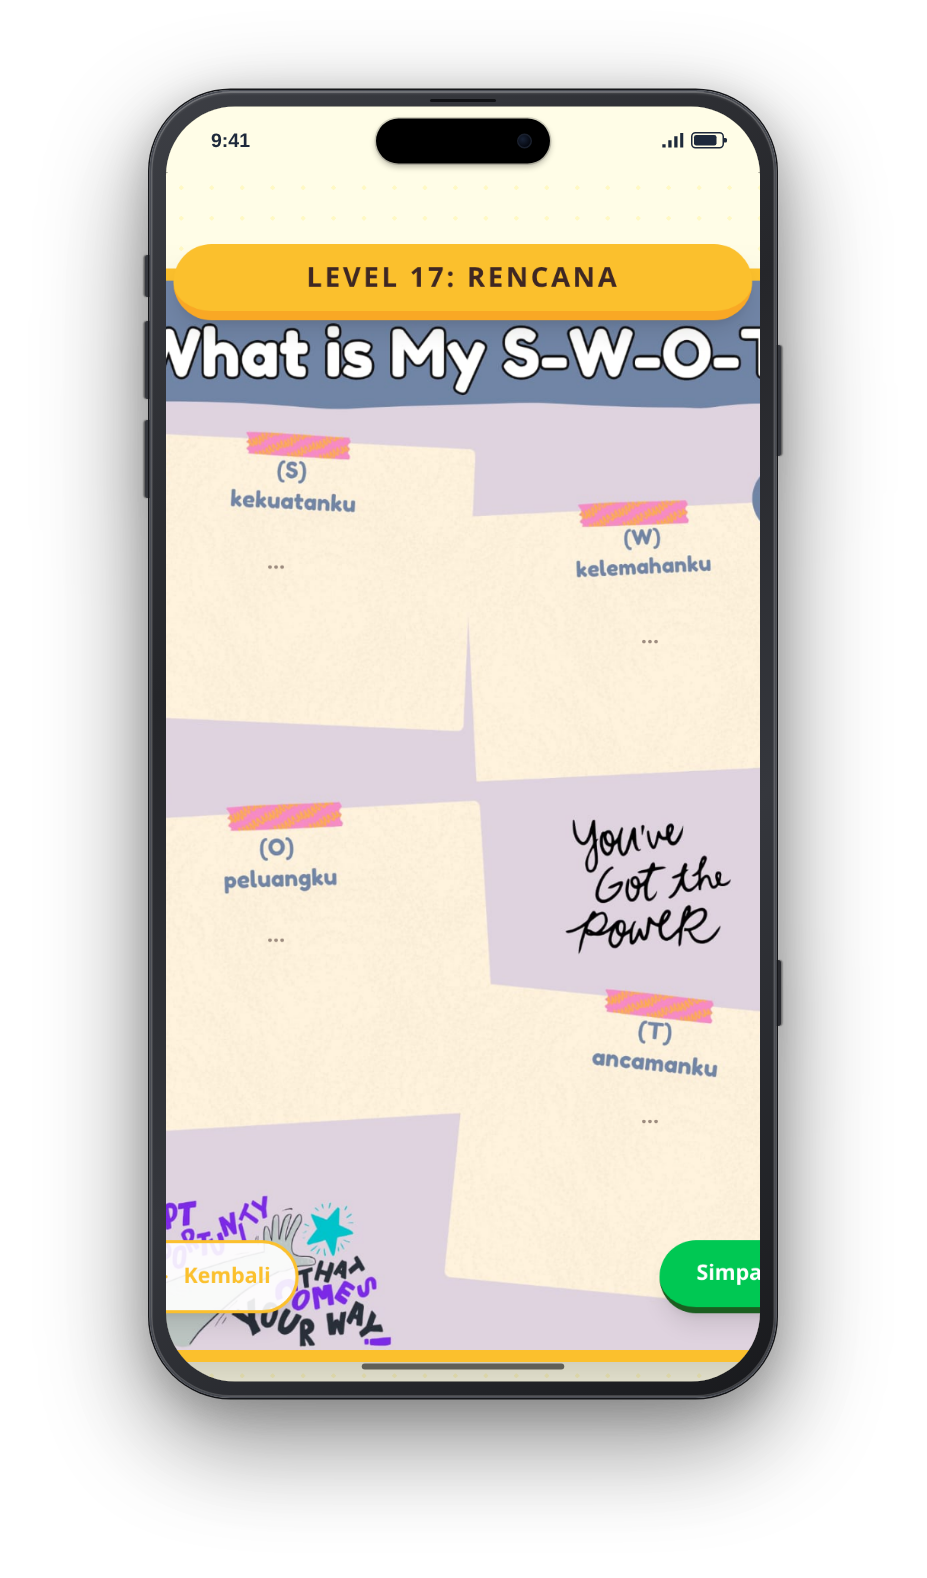 9:41
LEVEL 17: RENCANA
What is My S-W-O-T
(S)
kekuatanku
...
(W)
kelemahanku
...
(O)
peluangku
...
You've
Got the
PoweR
(T)
ancamanku
...
THAT
COMES
YOUR WAY!
Kembali
Simpa